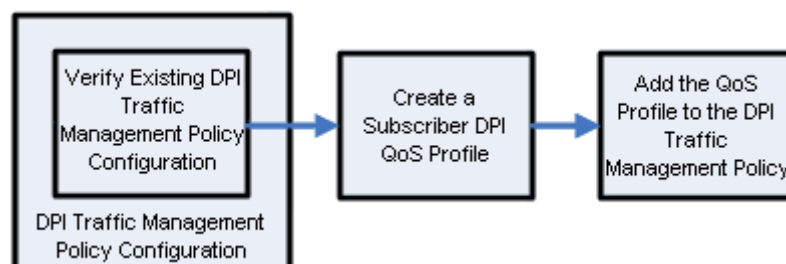 Verify Existing DPI
Traffic
Management Policy
Configuration
DPI Traffic Management
Policy Configuration
Create a
Subscriber DPI
QoS Profile
Add the QoS
Profile to the DPI
Traffic
Management Policy